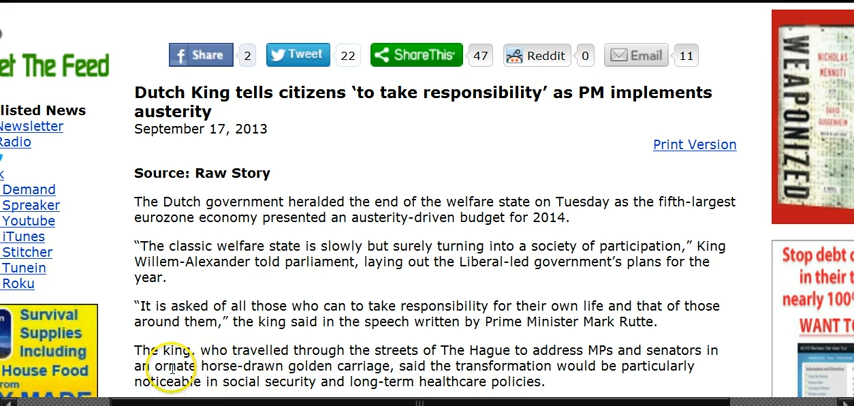 Share 2 Tweet 22 ShareThis 47 Reddit 0 Email 11
et The Feed
listed News
Newsletter
Radio
Demand
Spreaker
Youtube
iTunes
Stitcher
Tunein
Roku
Survival
Supplies
Including
House Food
from
Dutch King tells citizens ‘to take responsibility’ as PM implements
austerity
September 17, 2013
Print Version
Source: Raw Story
The Dutch government heralded the end of the welfare state on Tuesday as the fifth-largest
eurozone economy presented an austerity-driven budget for 2014.
“The classic welfare state is slowly but surely turning into a society of participation,” King
Willem-Alexander told parliament, laying out the Liberal-led government’s plans for the
year.
“It is asked of all those who can to take responsibility for their own life and that of those
around them,” the king said in the speech written by Prime Minister Mark Rutte.
The king, who travelled through the streets of The Hague to address MPs and senators in
an ornate horse-drawn golden carriage, said the transformation would be particularly
noticeable in social security and long-term healthcare policies.
WEAPONIZED
NICHOLAS
MENNUTI
DAVID
GUGGENHEIM
Stop debt c
in their t
nearly 100%
WANT TO